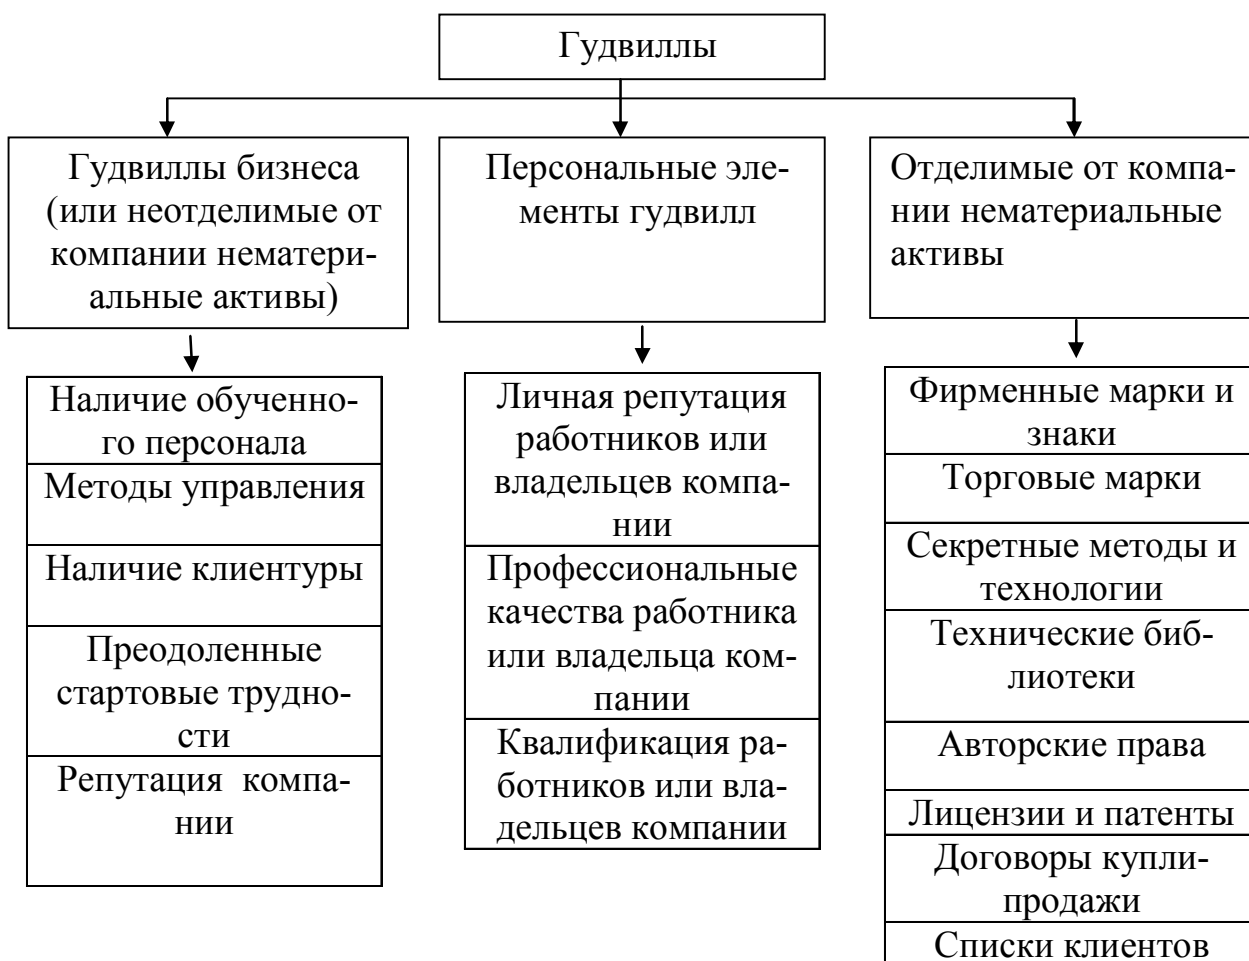 Гудвиллы
Гудвиллы бизнеса
(или неотделимые от
компании нематери-
альные активы)
Наличие обученно-
го персонала
Методы управления
Наличие клиентуры
Преодоленные
стартовые трудно-
сти
Репутация компа-
нии
Персональные эле-
менты гудвилл
Личная репутация
работников или
владельцев компа-
нии
Профессиональные
качества работника
или владельца ком-
пании
Квалификация ра-
ботников или вла-
дельцев компании
Отделимые от компа-
нии нематериальные
активы
Фирменные марки и
знаки
Торговые марки
Секретные методы и
технологии
Технические биб-
лиотеки
Авторские права
Лицензии и патенты
Договоры купли-
продажи
Списки клиентов